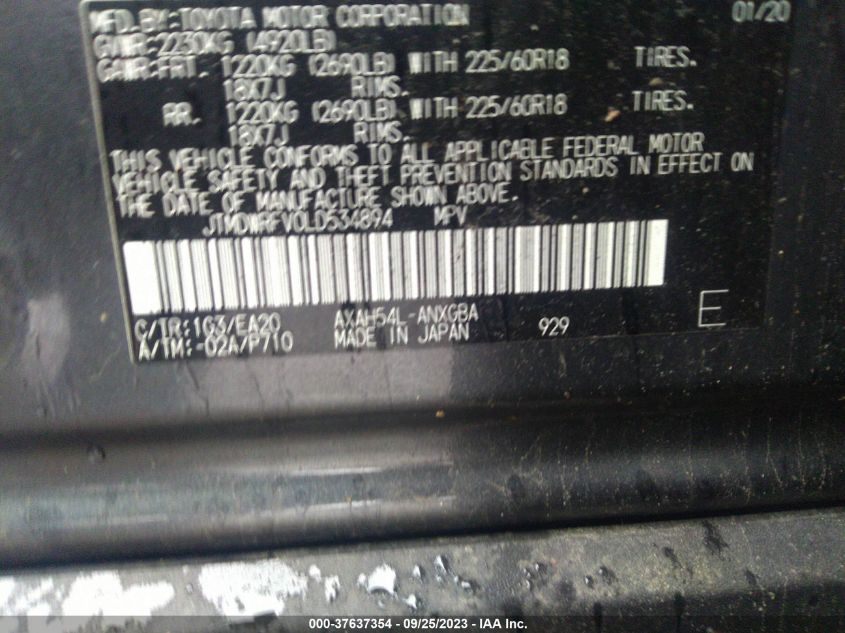 MFD.BY:TOYOTA MOTOR CORPORATION 01/20
GVWR:2230KG (4920LB)
GAWR:FRT. 1220KG (2690LB) WITH 225/60R18 TIRES.
18X7J RIMS.
RR. 1220KG (2690LB) WITH 225/60R18 TIRES.
18X7J RIMS.
THIS VEHICLE CONFORMS TO ALL APPLICABLE FEDERAL MOTOR
VEHICLE SAFETY AND THEFT PREVENTION STANDARDS IN EFFECT ON
THE DATE OF MANUFACTURE SHOWN ABOVE.
JTMDWRFV0LD534894 MPV
C/TR:1G3/EA20 AXAH54L-ANXGBA E
A/TM:-02A/P710 MADE IN JAPAN 929
000-37637354 - 09/25/2023 - IAA Inc.